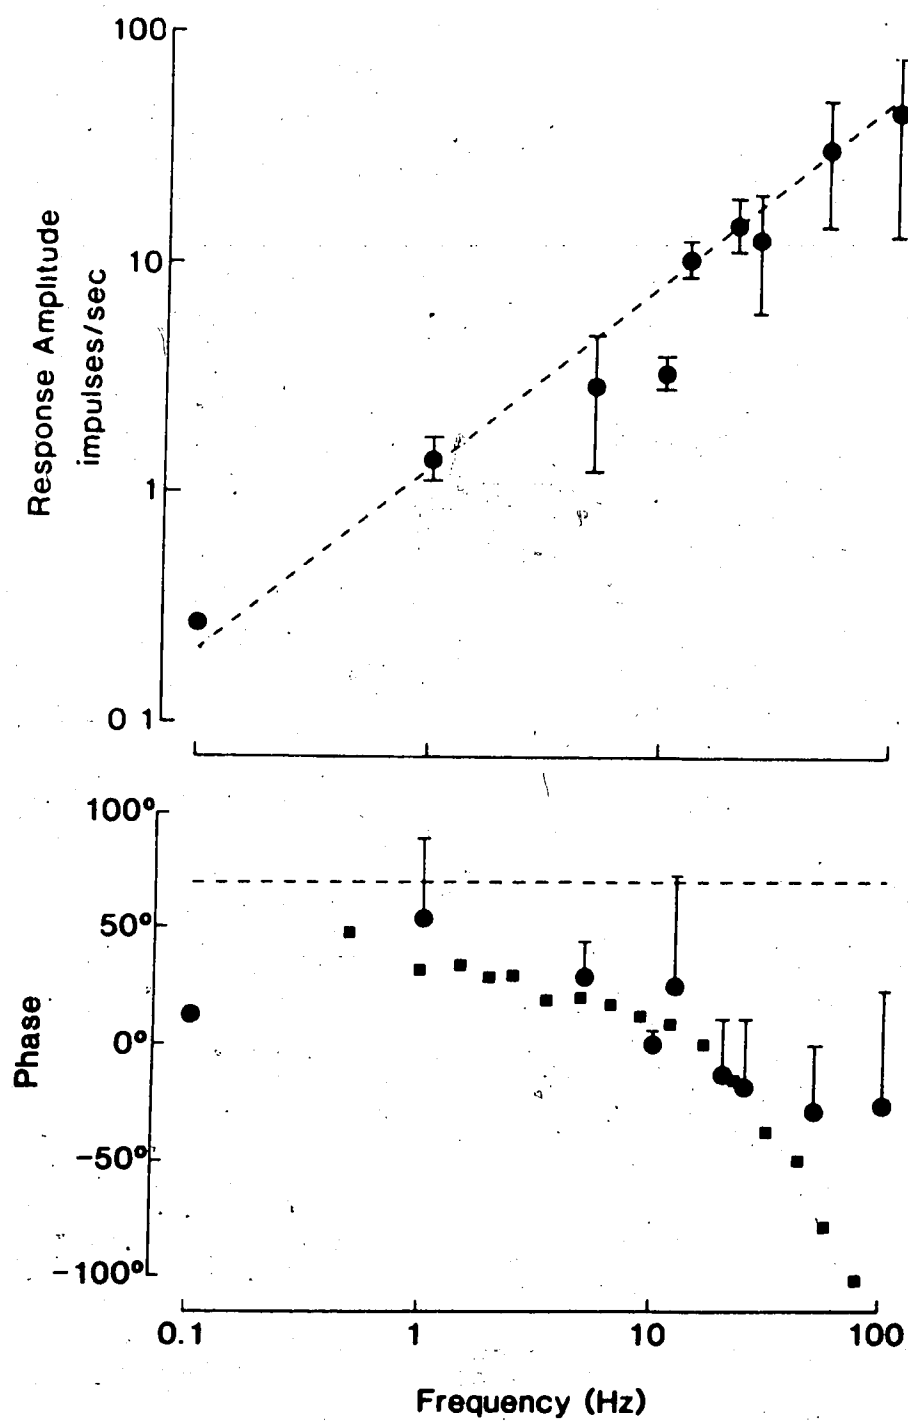 100
10
1
0 1
Response Amplitude
impulses/sec
100°
50°
0°
-50°
-100°
Phase
0.1 1 10 100
Frequency (Hz)